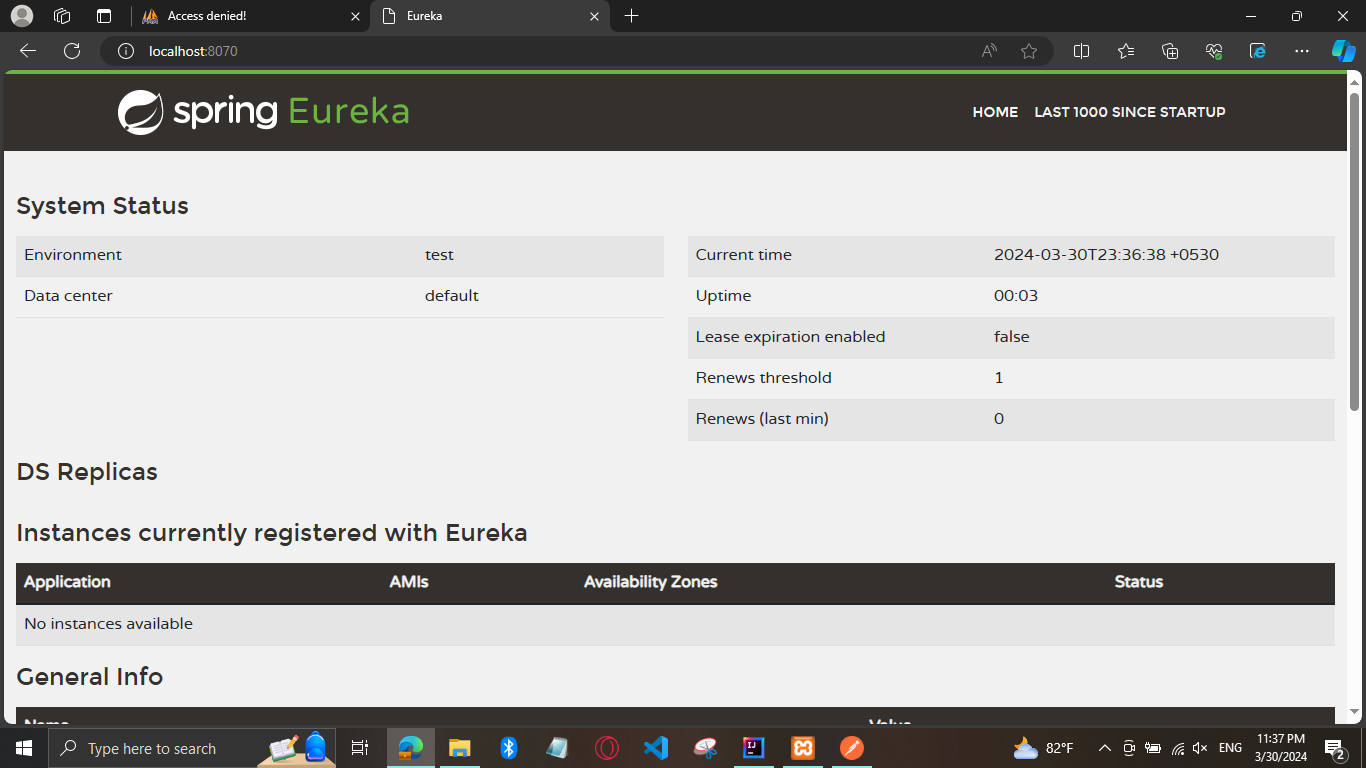 Access denied!
Eureka
localhost:8070
spring Eureka
HOME LAST 1000 SINCE STARTUP
System Status
Environment test
Data center default
Current time 2024-03-30T23:36:38 +0530
Uptime 00:03
Lease expiration enabled false
Renews threshold 1
Renews (last min) 0
DS Replicas
Instances currently registered with Eureka
Application AMIs Availability Zones Status
No instances available
General Info
Name Value
Type here to search
82°F
ENG
11:37 PM
3/30/2024
2